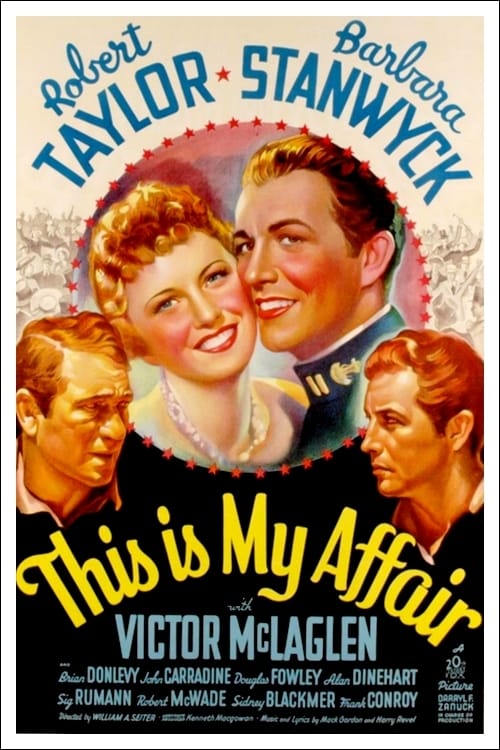 Robert Barbara
TAYLOR ★ STANWYCK
This is My Affair
with
VICTOR McLAGLEN
AND Brian DONLEVY John CARRADINE Douglas FOWLEY Alan DINEHART
Sig RUMANN Robert McWADE Sidney BLACKMER Frank CONROY
Directed by WILLIAM A. SEITER Kenneth Macgowan Music and Lyrics by Mack Gordon and Harry Revel
A
20th
CENTURY
FOX
Picture
DARRYL F.
ZANUCK
IN CHARGE OF
PRODUCTION